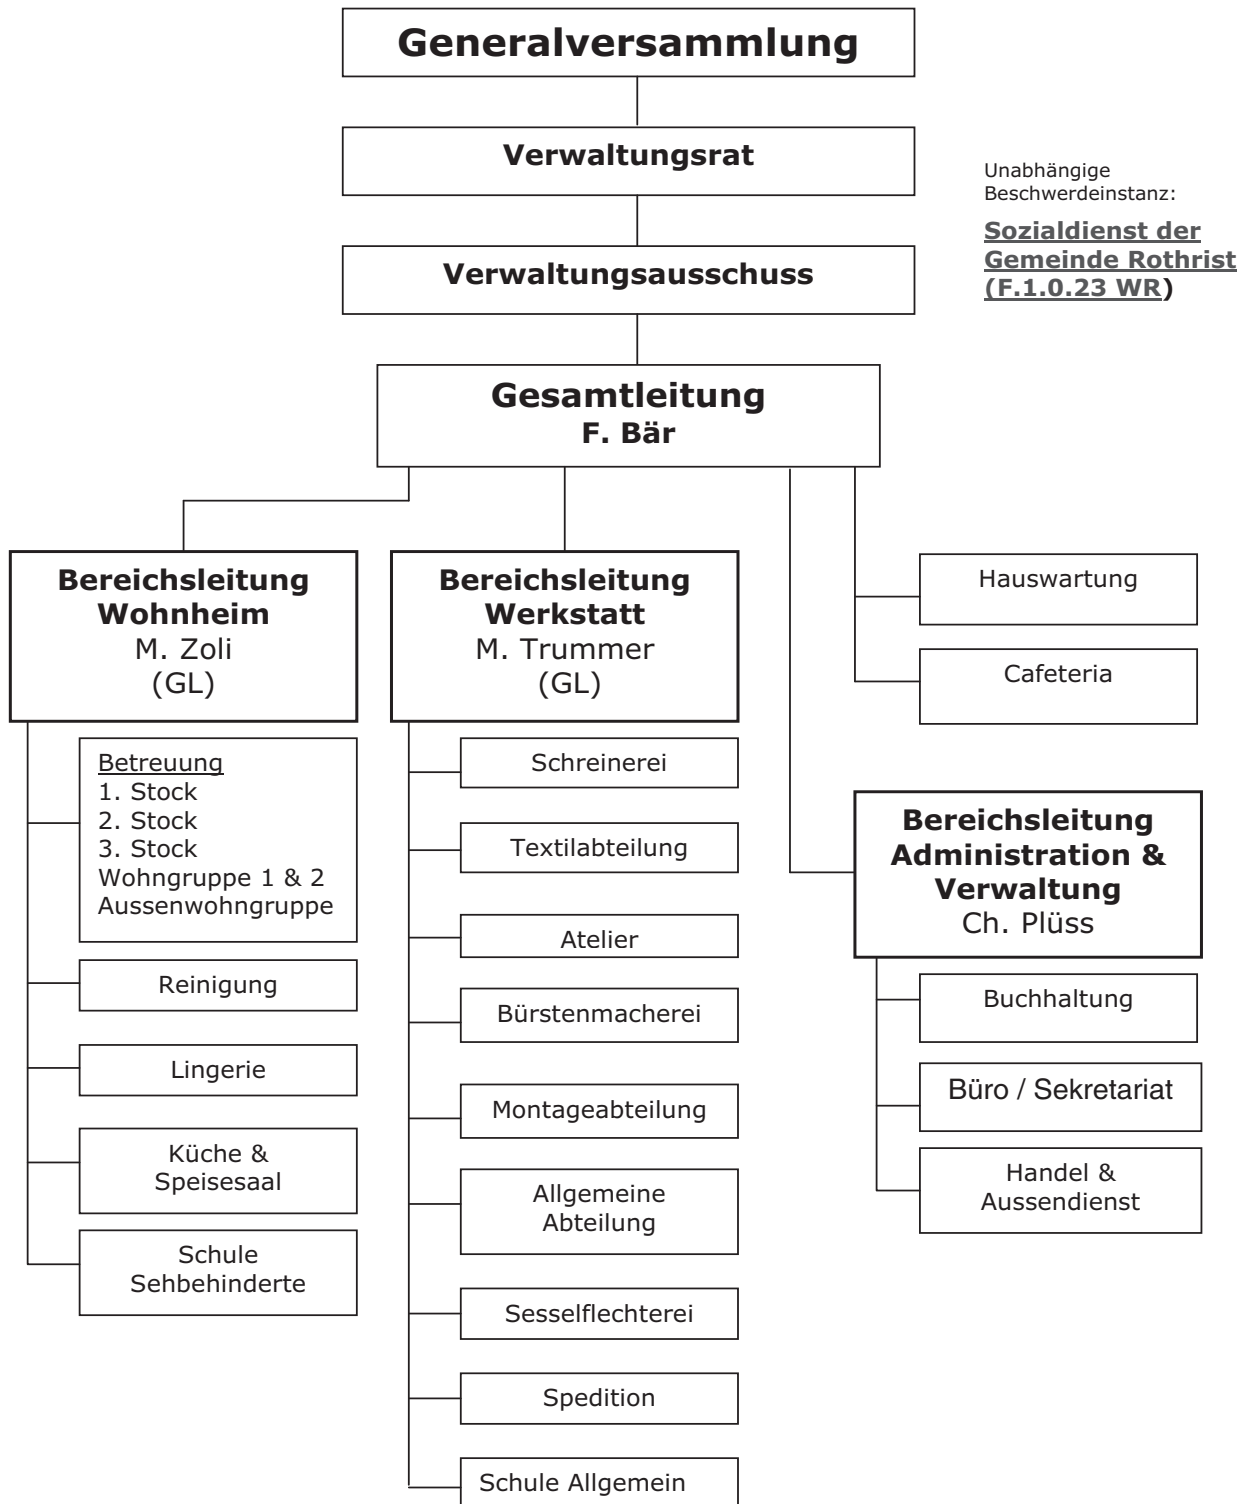 Generalversammlung
Verwaltungsrat
Unabhängige
Beschwerdeinstanz:
Sozialdienst der
Gemeinde Rothrist
(F.1.0.23 WR)
Verwaltungsausschuss
Gesamtleitung
F. Bär
Bereichsleitung
Wohnheim
M. Zoli
(GL)
Betreuung
1. Stock
2. Stock
3. Stock
Wohngruppe 1 & 2
Aussenwohngruppe
Reinigung
Lingerie
Küche &
Speisesaal
Schule
Sehbehinderte
Bereichsleitung
Werkstatt
M. Trummer
(GL)
Schreinerei
Textilabteilung
Atelier
Bürstenmacherei
Montageabteilung
Allgemeine
Abteilung
Sesselflechterei
Spedition
Schule Allgemein
Hauswartung
Cafeteria
Bereichsleitung
Administration &
Verwaltung
Ch. Plüss
Buchhaltung
Büro / Sekretariat
Handel &
Aussendienst